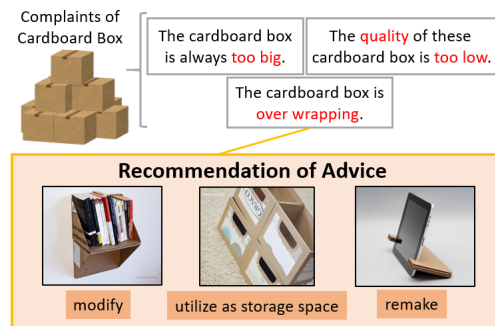 Complaints of
Cardboard Box
The cardboard box
is always too big.
The quality of these
cardboard box is too low.
The cardboard box is
over wrapping.
Recommendation of Advice
modify
utilize as storage space
remake